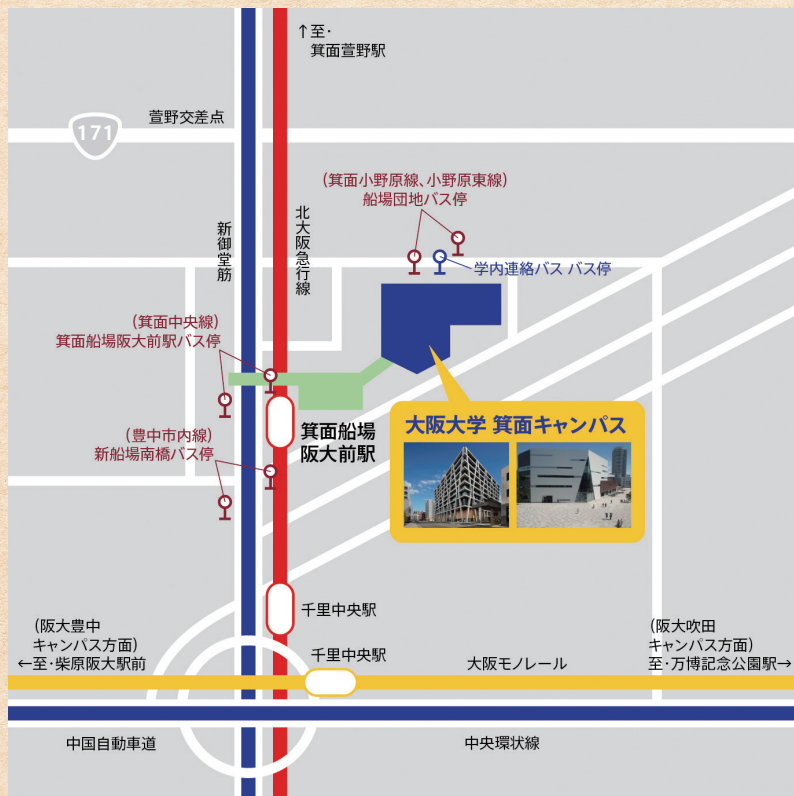 ↑至・
箕面萱野駅
萱野交差点
171
(箕面小野原線、小野原東線)
船場団地バス停
新御堂筋
北大阪急行線
学内連絡バス バス停
(箕面中央線)
箕面船場阪大前駅バス停
大阪大学 箕面キャンパス
箕面船場
阪大前駅
(豊中市内線)
新船場南橋バス停
千里中央駅
(阪大豊中
キャンパス方面)
←至・柴原阪大駅前
千里中央駅
大阪モノレール
(阪大吹田
キャンパス方面)
至・万博記念公園駅→
中国自動車道
中央環状線